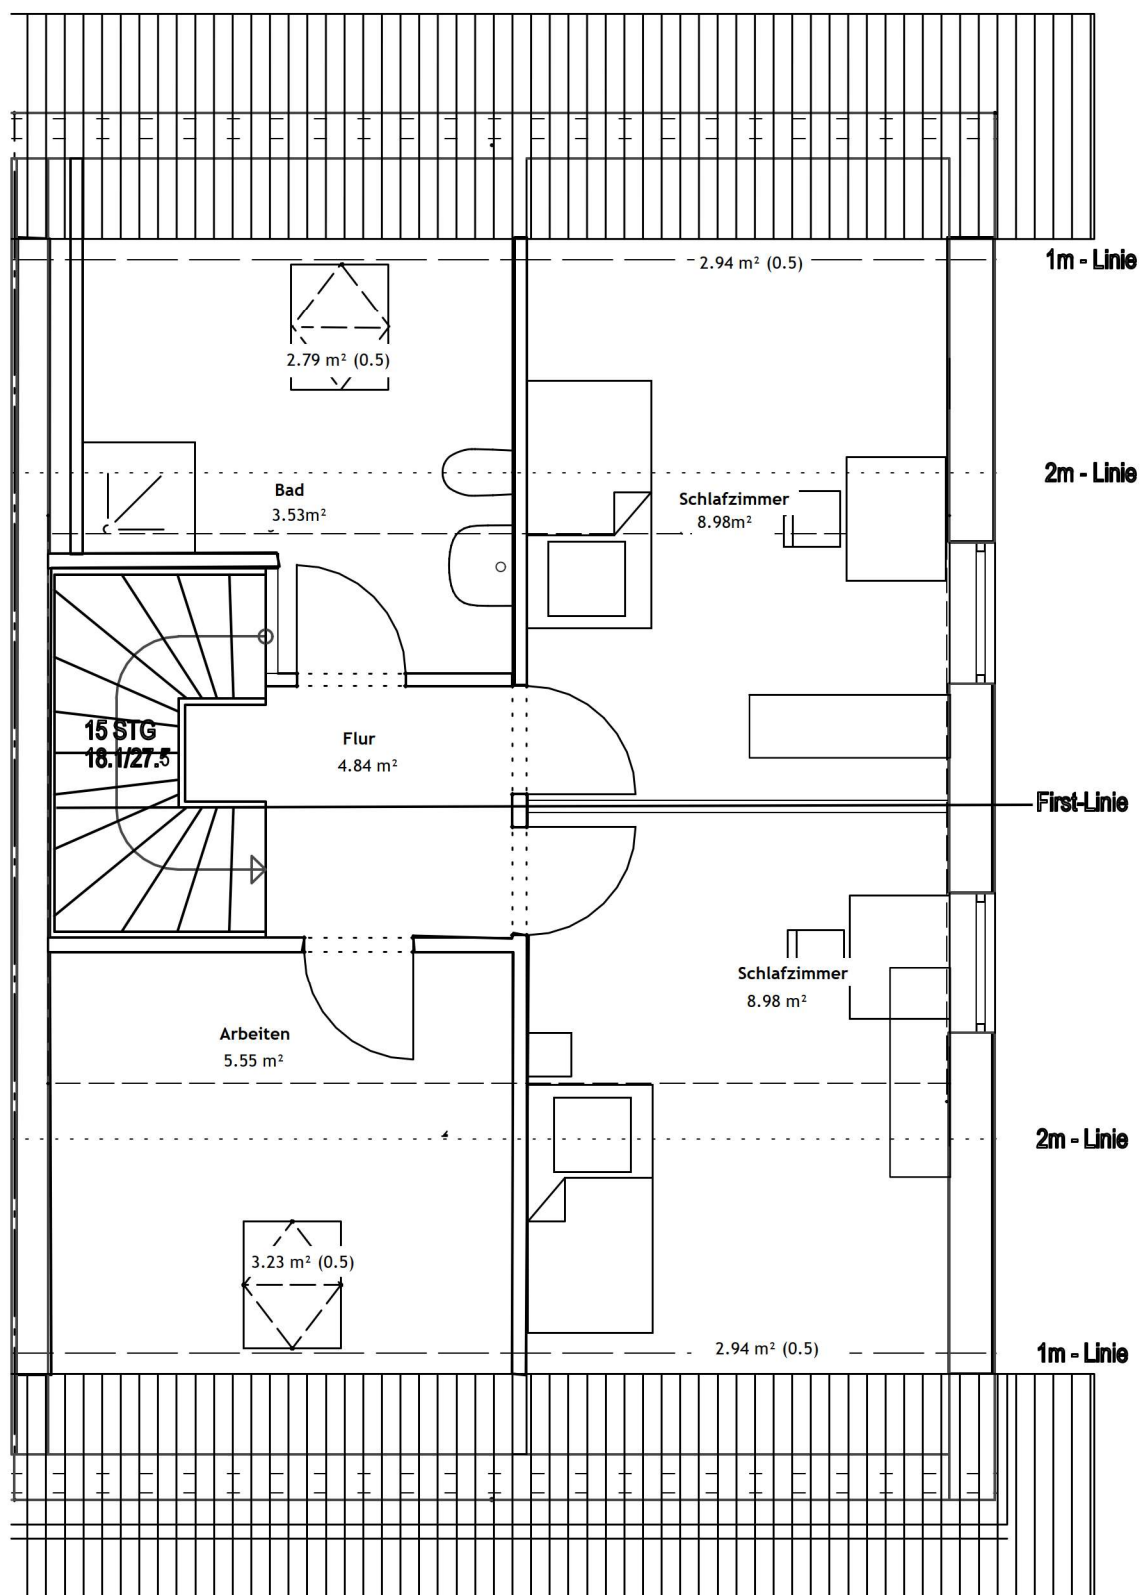 1m - Linie
2.94 m² (0.5)
2.79 m² (0.5)
2m - Linie
Bad
3.53m²
Schlafzimmer
8.98m²
15 STG
18.1/27.5
Flur
4.84 m²
First-Linie
Schlafzimmer
8.98 m²
Arbeiten
5.55 m²
2m - Linie
3.23 m² (0.5)
2.94 m² (0.5)
1m - Linie